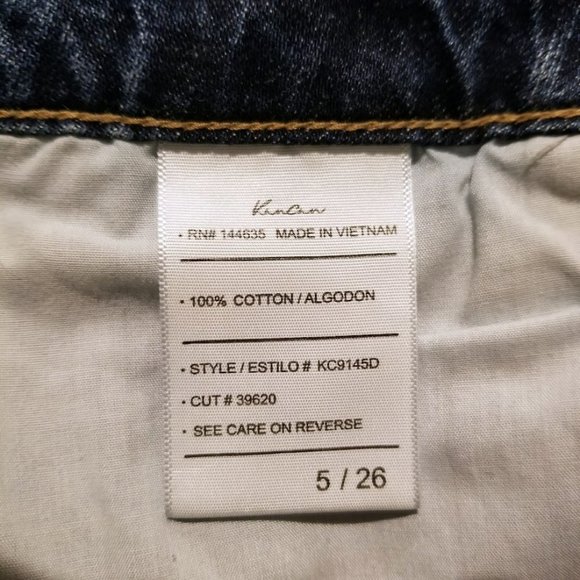 KanCan
· RN# 144635 MADE IN VIETNAM
· 100% COTTON / ALGODON
· STYLE / ESTILO # KC9145D
· CUT # 39620
· SEE CARE ON REVERSE
5 / 26